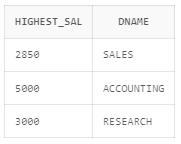 HIGHEST_SAL DNAME
2850 SALES
5000 ACCOUNTING
3000 RESEARCH